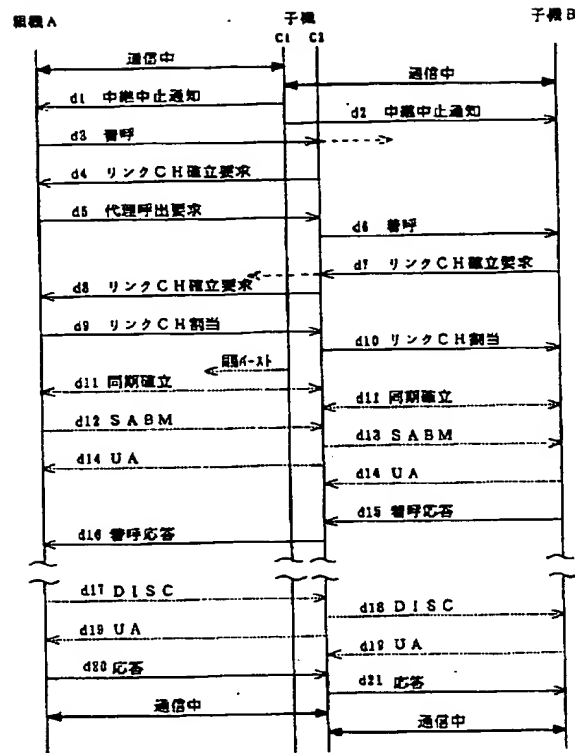 親機A
子機
子機B
C1 C2
通信中
通信中
d1 中継中止通知
d2 中継中止通知
d3 着呼
d4 リンクCH確立要求
d5 代理呼出要求
d6 着呼
d7 リンクCH確立要求
d8 リンクCH確立要求
d9 リンクCH割当
d10 リンクCH割当
同期バースト
d11 同期確立
d11 同期確立
d12 SABM
d13 SABM
d14 UA
d14 UA
d15 着呼応答
d16 着呼応答
d17 DISC
d18 DISC
d19 UA
d19 UA
d20 応答
d21 応答
通信中
通信中